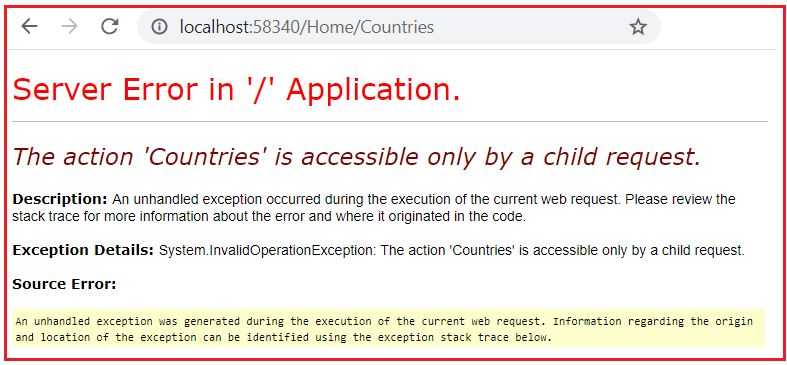 localhost:58340/Home/Countries
Server Error in '/' Application.
The action 'Countries' is accessible only by a child request.
Description: An unhandled exception occurred during the execution of the current web request. Please review the
stack trace for more information about the error and where it originated in the code.
Exception Details: System.InvalidOperationException: The action 'Countries' is accessible only by a child request.
Source Error:
An unhandled exception was generated during the execution of the current web request. Information regarding the origin
and location of the exception can be identified using the exception stack trace below.